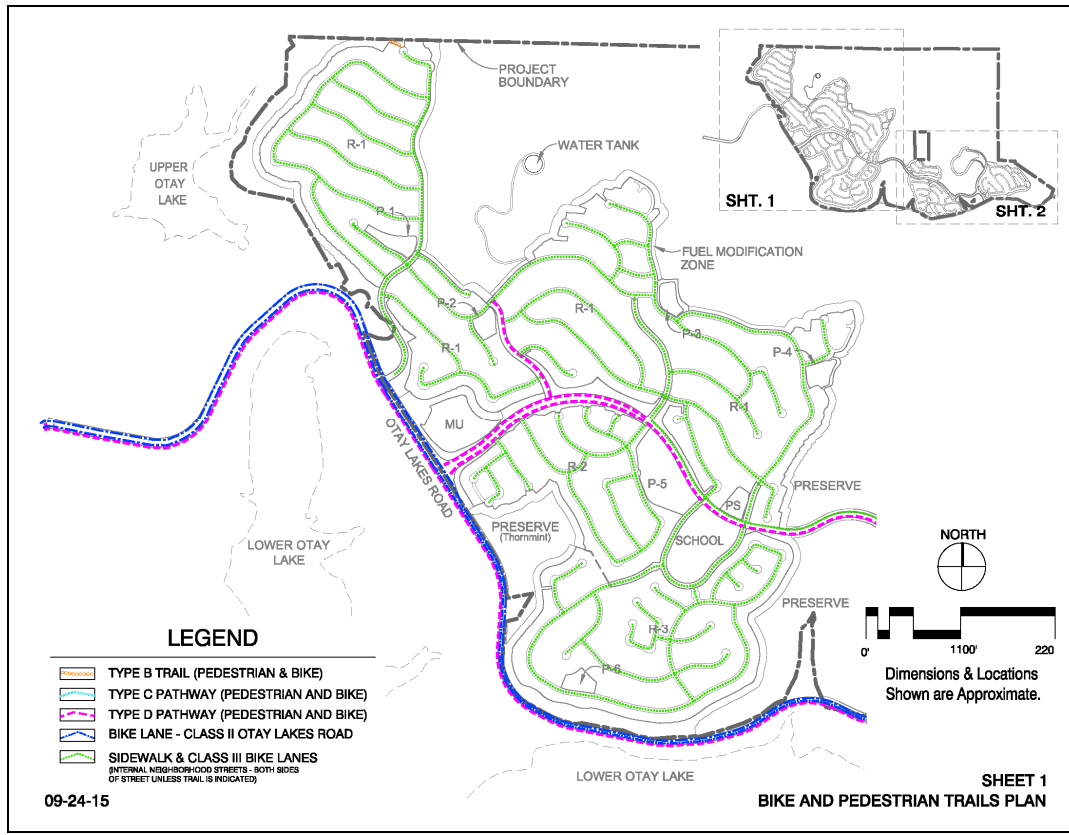 PROJECT
BOUNDARY
R-1
WATER TANK
UPPER
OTAY
LAKE
SHT. 1
SHT. 2
P-1
FUEL MODIFICATION
ZONE
P-2
R-1
P-3
R-1
P-4
R-1
MU
OTAY LAKES ROAD
R-2
P-5
PRESERVE
PS
PRESERVE
(Thornmint)
SCHOOL
LOWER OTAY
LAKE
NORTH
PRESERVE
R-3
P-6
0'
1100'
220
Dimensions & Locations
Shown are Approximate.
LEGEND
TYPE B TRAIL (PEDESTRIAN & BIKE)
TYPE C PATHWAY (PEDESTRIAN AND BIKE)
TYPE D PATHWAY (PEDESTRIAN AND BIKE)
BIKE LANE - CLASS II OTAY LAKES ROAD
SIDEWALK & CLASS III BIKE LANES
(INTERNAL NEIGHBORHOOD STREETS - BOTH SIDES
OF STREET UNLESS TRAIL IS INDICATED)
LOWER OTAY LAKE
09-24-15
SHEET 1
BIKE AND PEDESTRIAN TRAILS PLAN